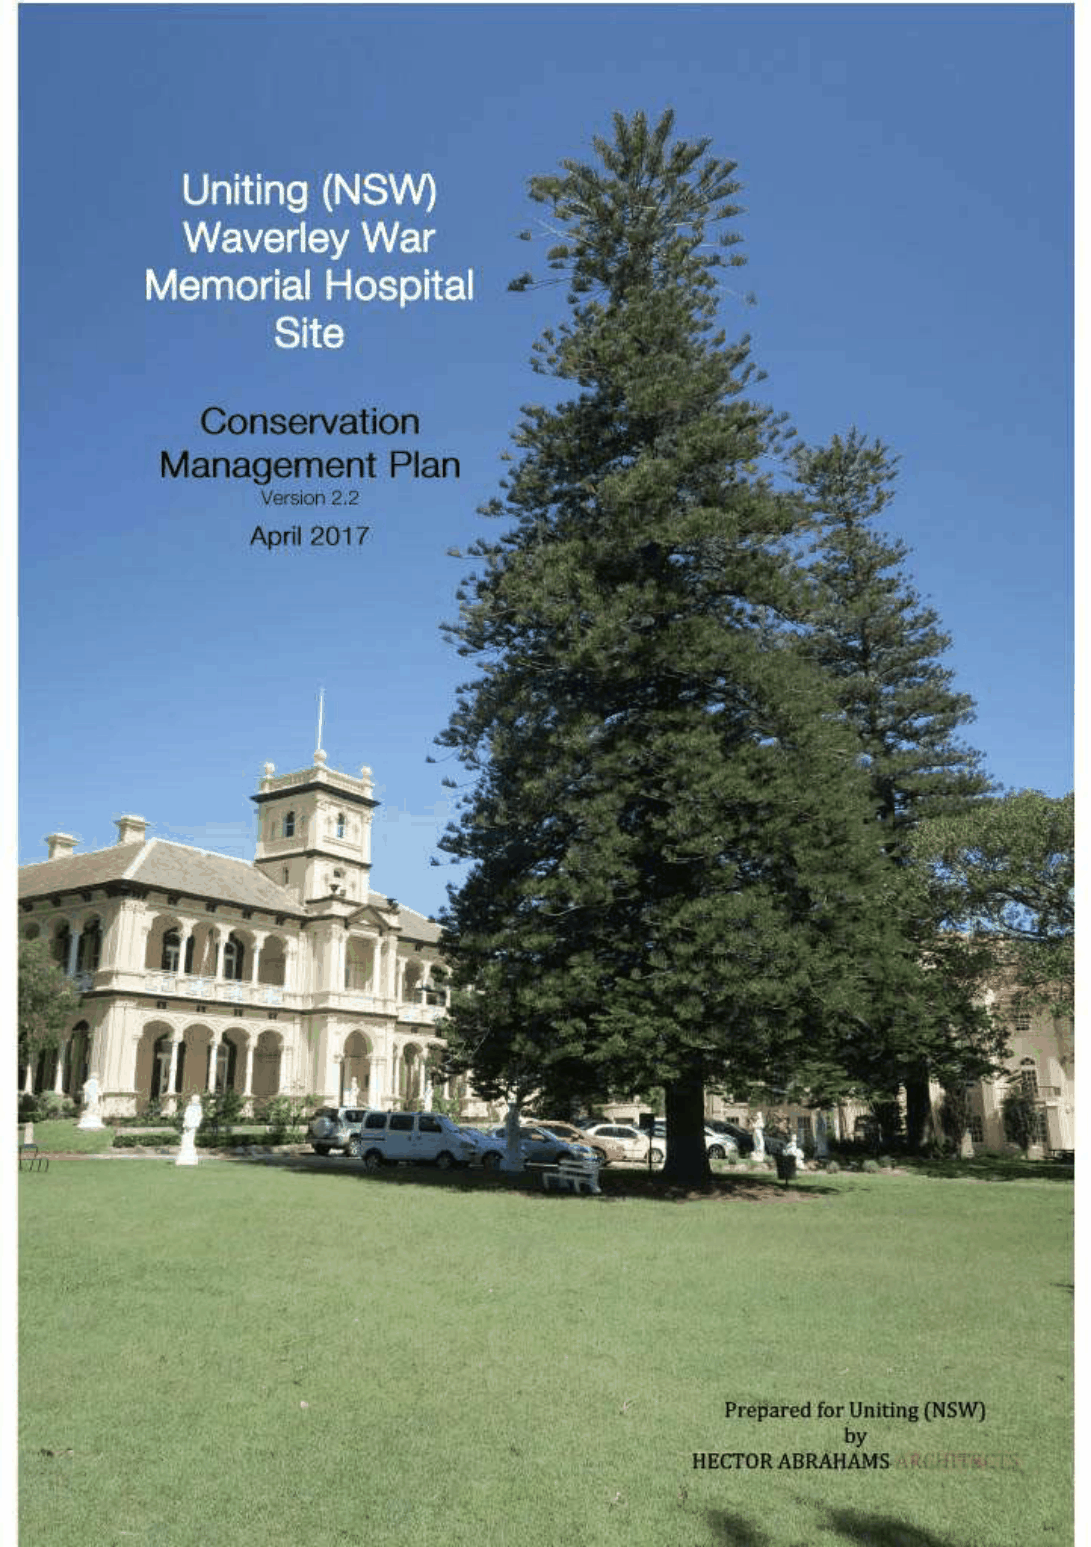 Uniting (NSW)
Waverley War
Memorial Hospital
Site
Conservation
Management Plan
Version 2.2
April 2017
Prepared for Uniting (NSW)
by
HECTOR ABRAHAMS ARCHITECTS